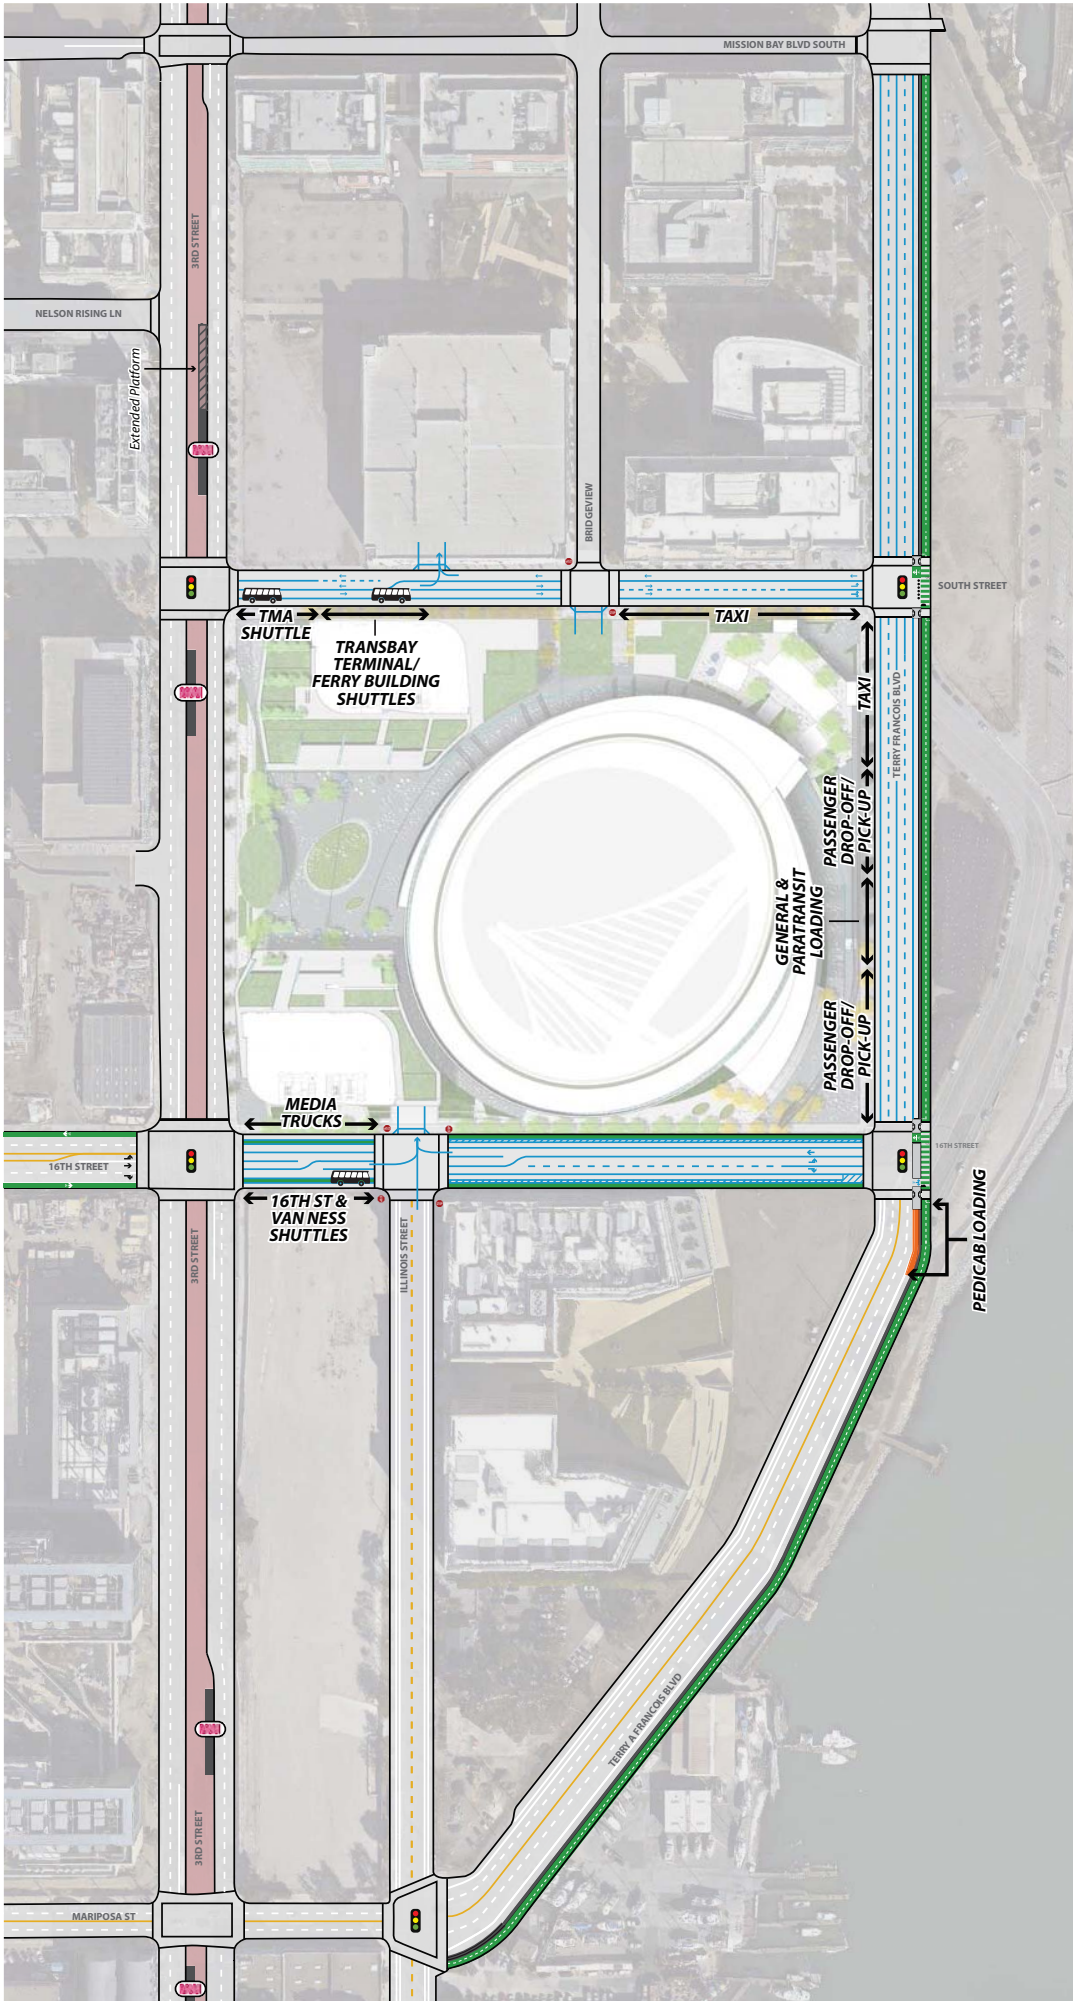 MISSION BAY BLVD SOUTH
3RD STREET
NELSON RISING LN
Extended Platform
BRIDGEVIEW
SOUTH STREET
TMA
SHUTTLE
TAXI
TRANSBAY
TERMINAL/
FERRY BUILDING
SHUTTLES
TAXI
TERRY FRANCOIS BLVD
PASSENGER
DROP-OFF/
PICK-UP
GENERAL &
PARATRANSIT
LOADING
PASSENGER
DROP-OFF/
PICK-UP
MEDIA
TRUCKS
16TH STREET
16TH STREET
16TH ST &
VAN NESS
SHUTTLES
PEDICAB LOADING
3RD STREET
ILLINOIS STREET
TERRY A FRANCOIS BLVD
3RD STREET
MARIPOSA ST